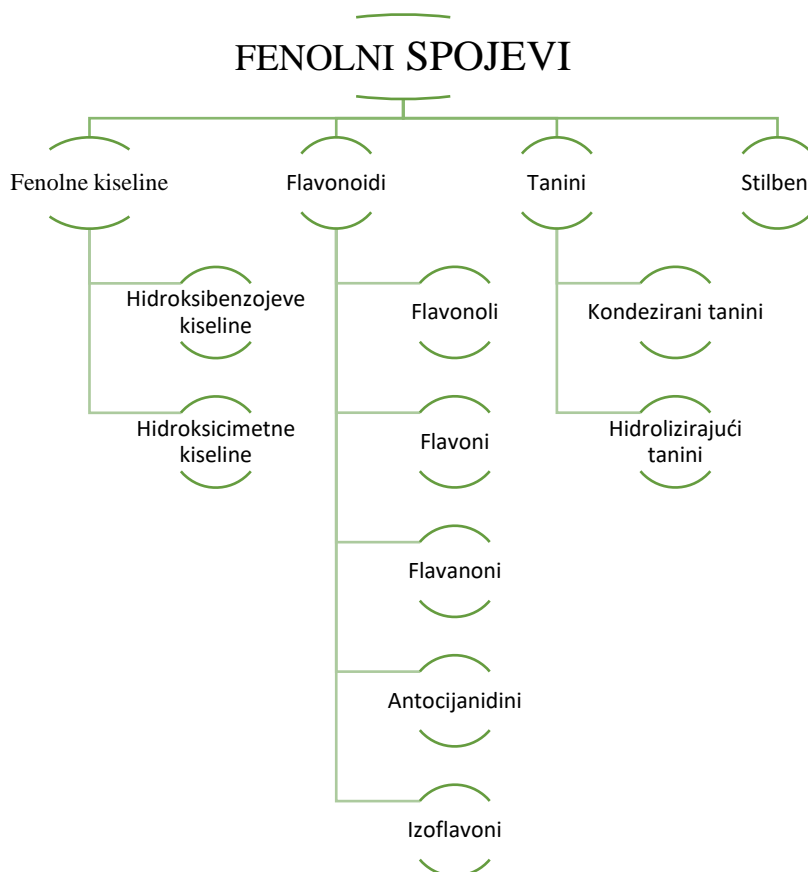 FENOLNI SPOJEVI
Fenolne kiseline
Flavonoidi
Tanini
Stilben
Hidroksibenzojeve
kiseline
Flavonoli
Kondezirani tanini
Hidroksicimetne
kiseline
Flavoni
Hidrolizirajući
tanini
Flavanoni
Antocijanidini
Izoflavoni